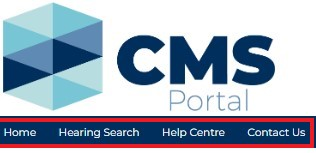 CMS
Portal
Home Hearing Search Help Centre Contact Us